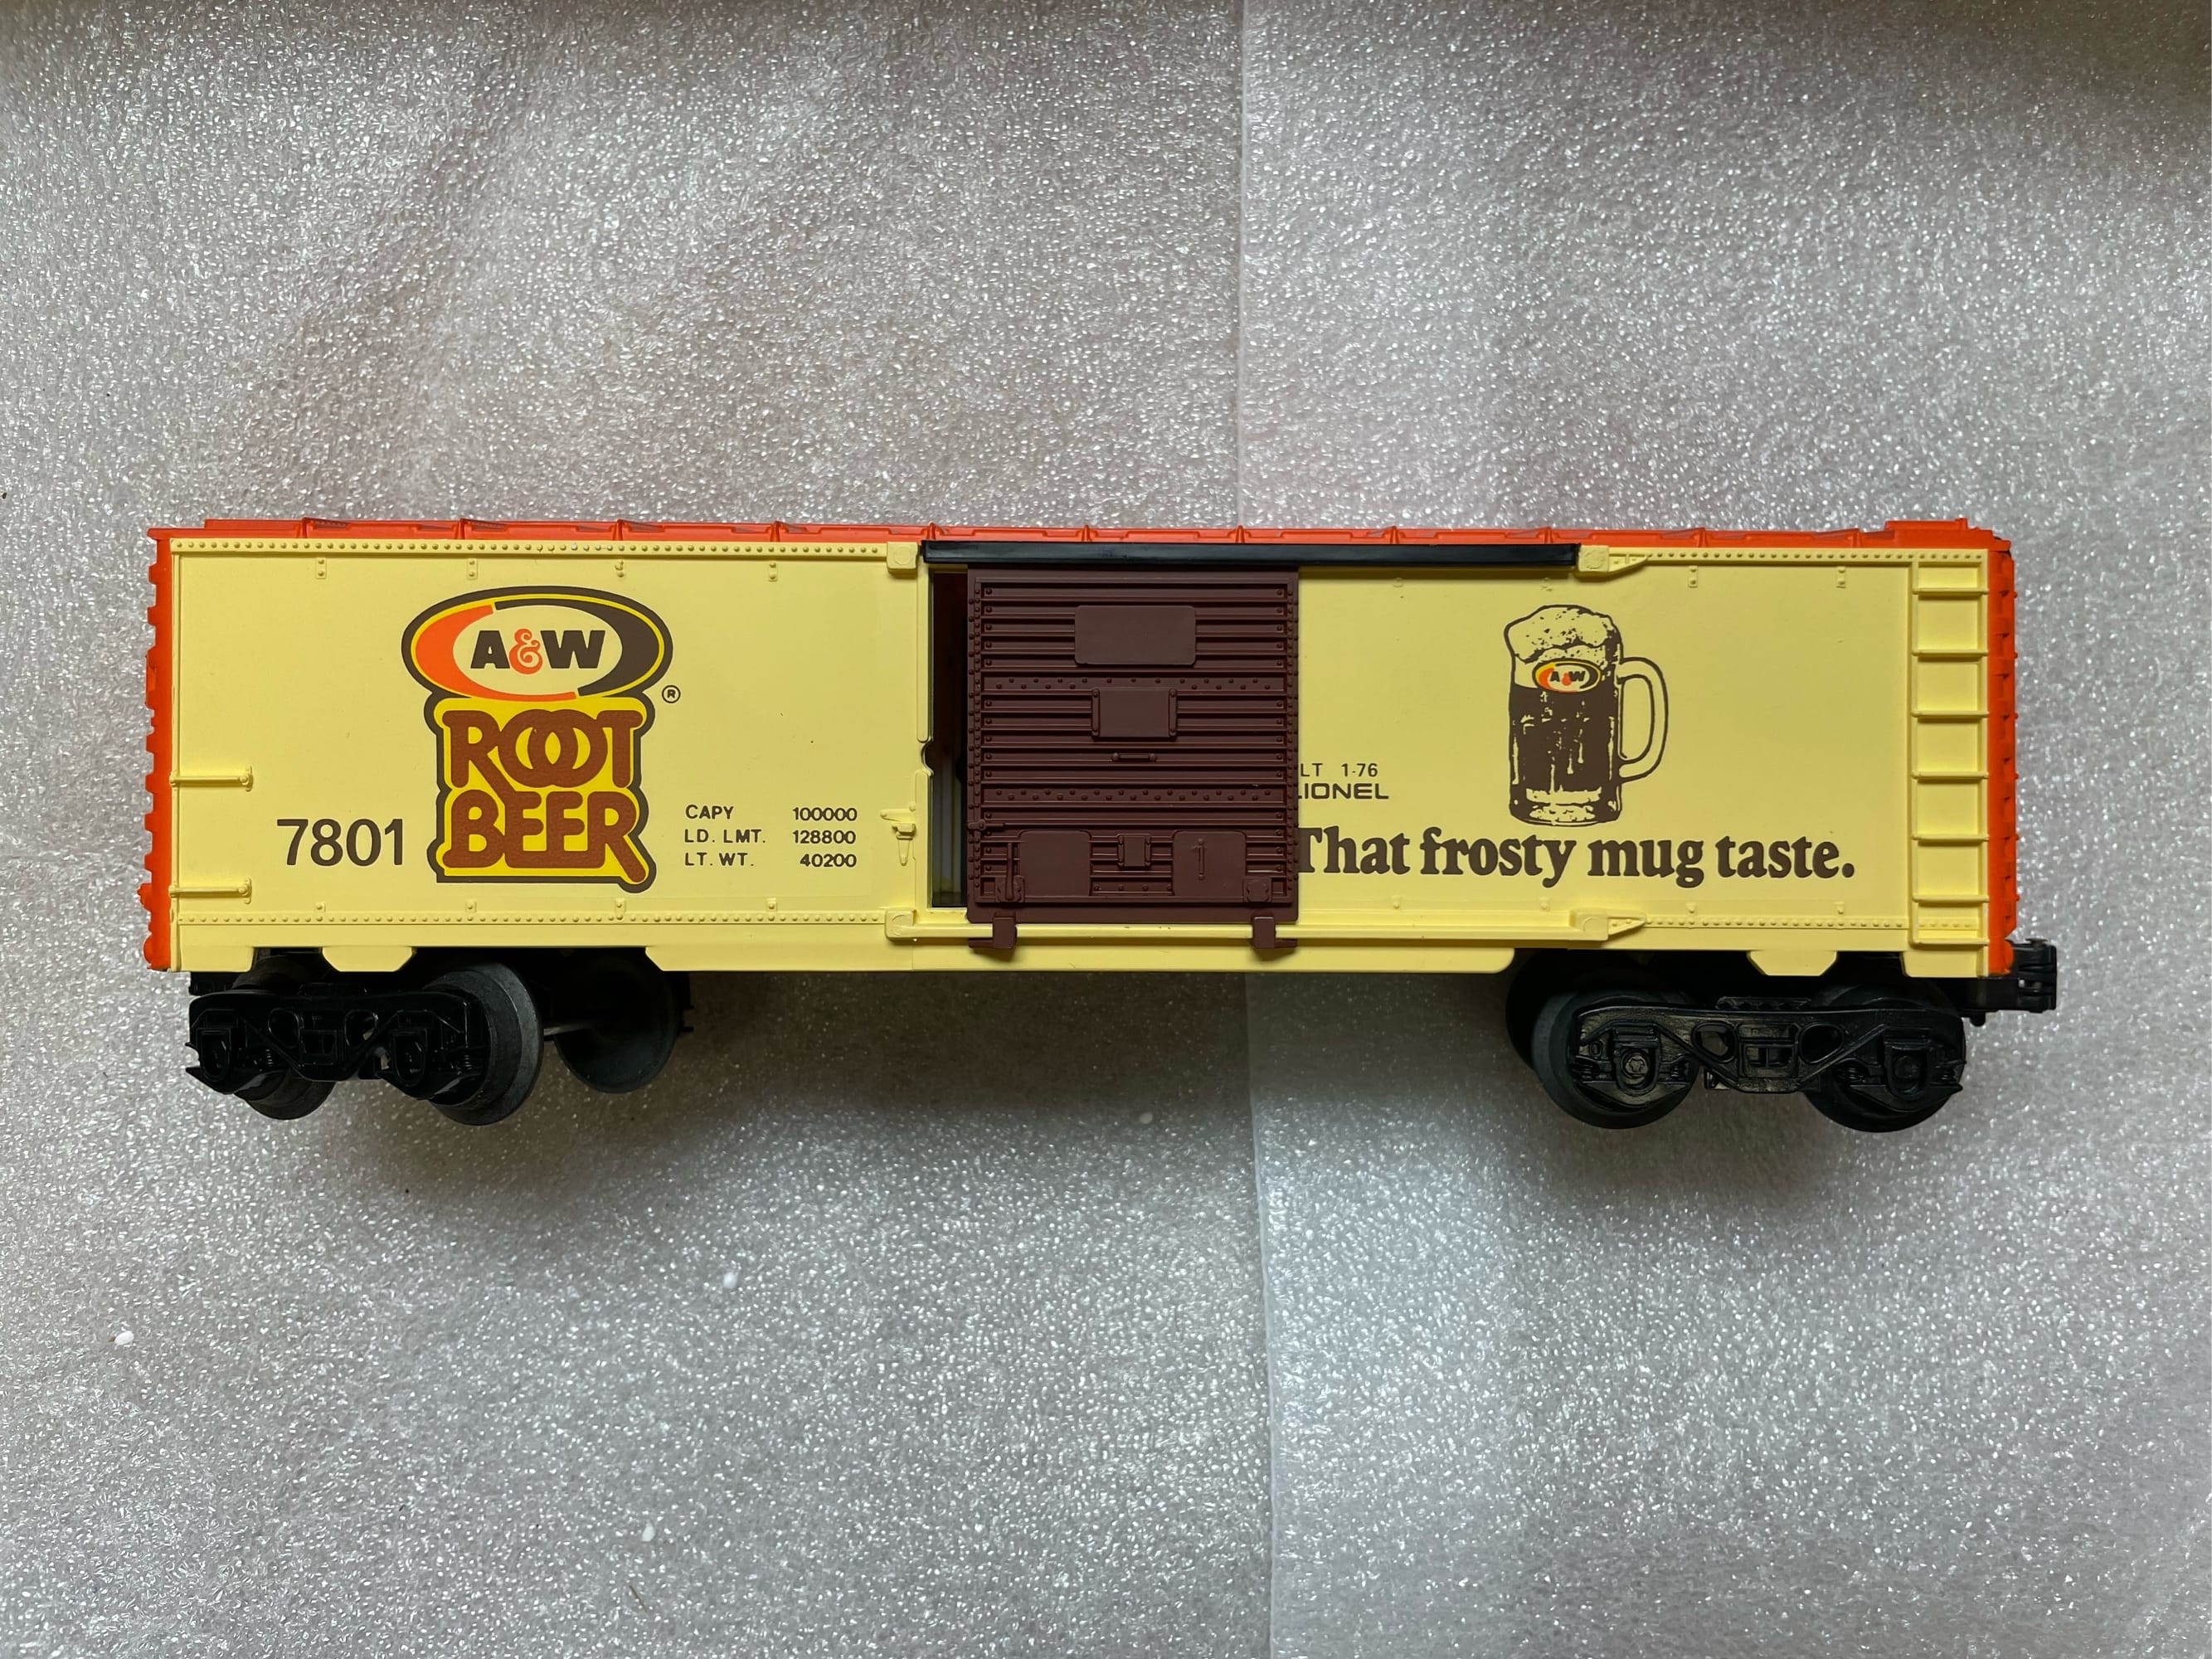 A&W
ROOT
BEER
®
7801
CAPY 100000
LD. LMT. 128800
LT. WT. 40200
LT 1-76
LIONEL
A&W
That frosty mug taste.
1